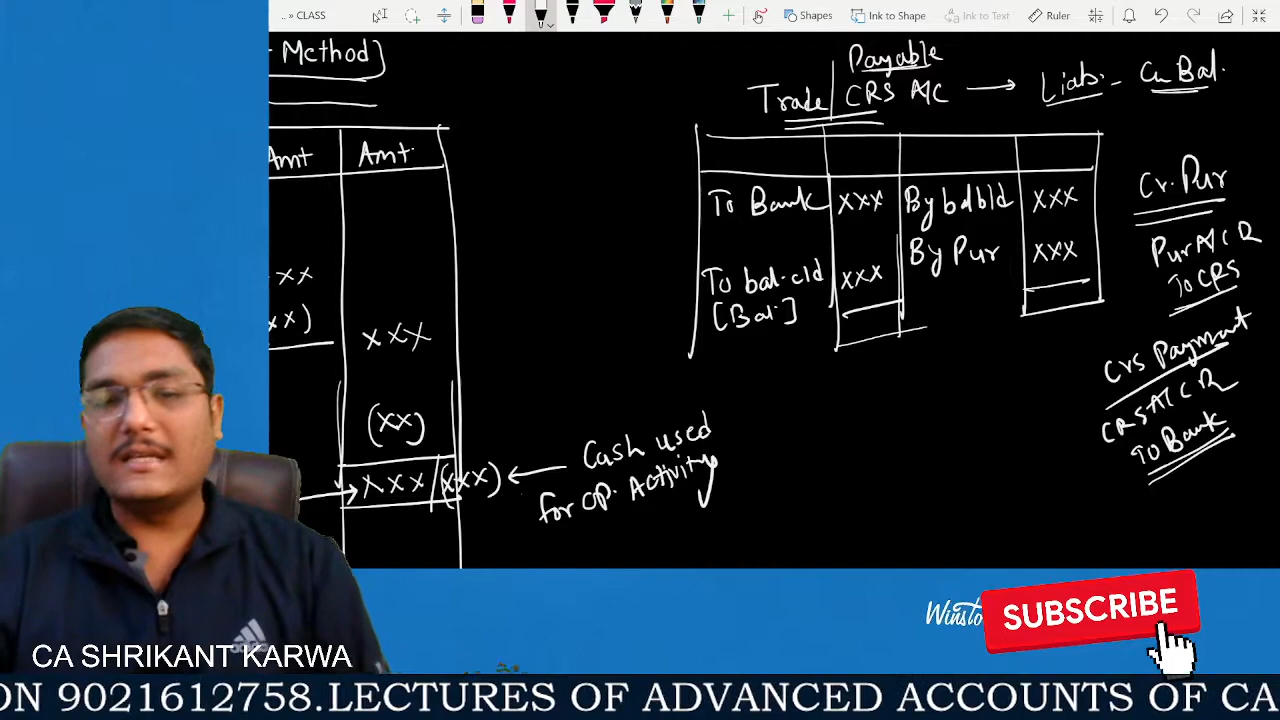 .. » CLASS
Shapes
Ink to Shape
Ink to Text
Ruler
Method]
Amt Amt.
xx
xx) xxx
(xx)
xxx/(xxx)
Cash used
for OP. Activity
Payable
Trade/CRS A/C → Liab. - Cr Bal.
To Bank xxx By bal b/d xxx
By Pur xxx
To bal. c/d xxx
[Bal.]
Cr. Pur
Pur A/c Dr
To CRS
Crs Payment
CRS A/C Dr
To Bank
Winsto
SUBSCRIBE
CA SHRIKANT KARWA
ON 9021612758.LECTURES OF ADVANCED ACCOUNTS OF CA